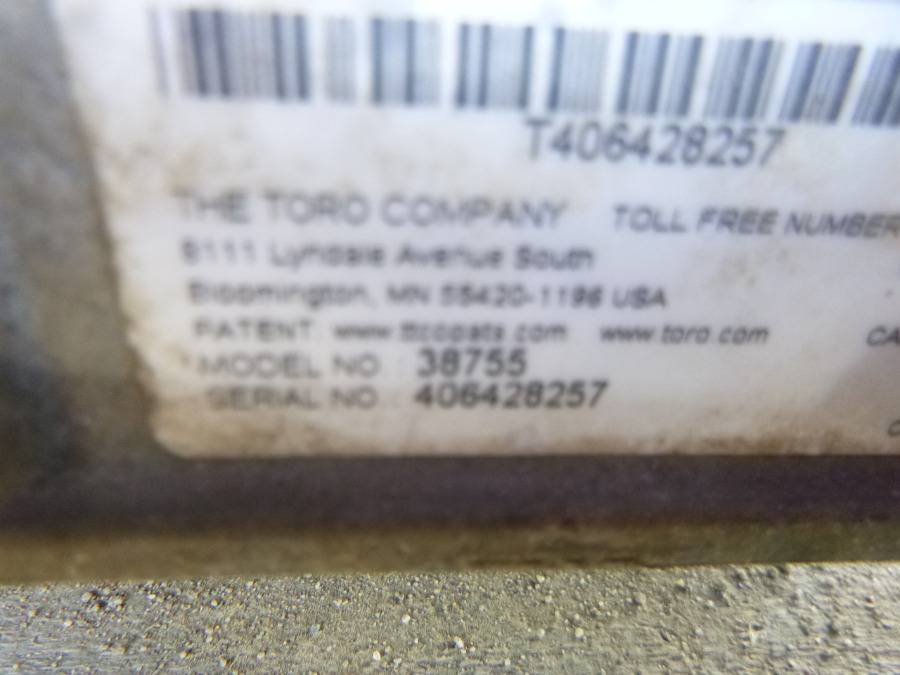 T406428257
THE TORO COMPANY TOLL FREE NUMBER
8111 Lyndale Avenue South
Bloomington, MN 55420-1196 USA
PATENT: www.ttcopats.com www.toro.com CA
MODEL NO 38755
SERIAL NO 406428257